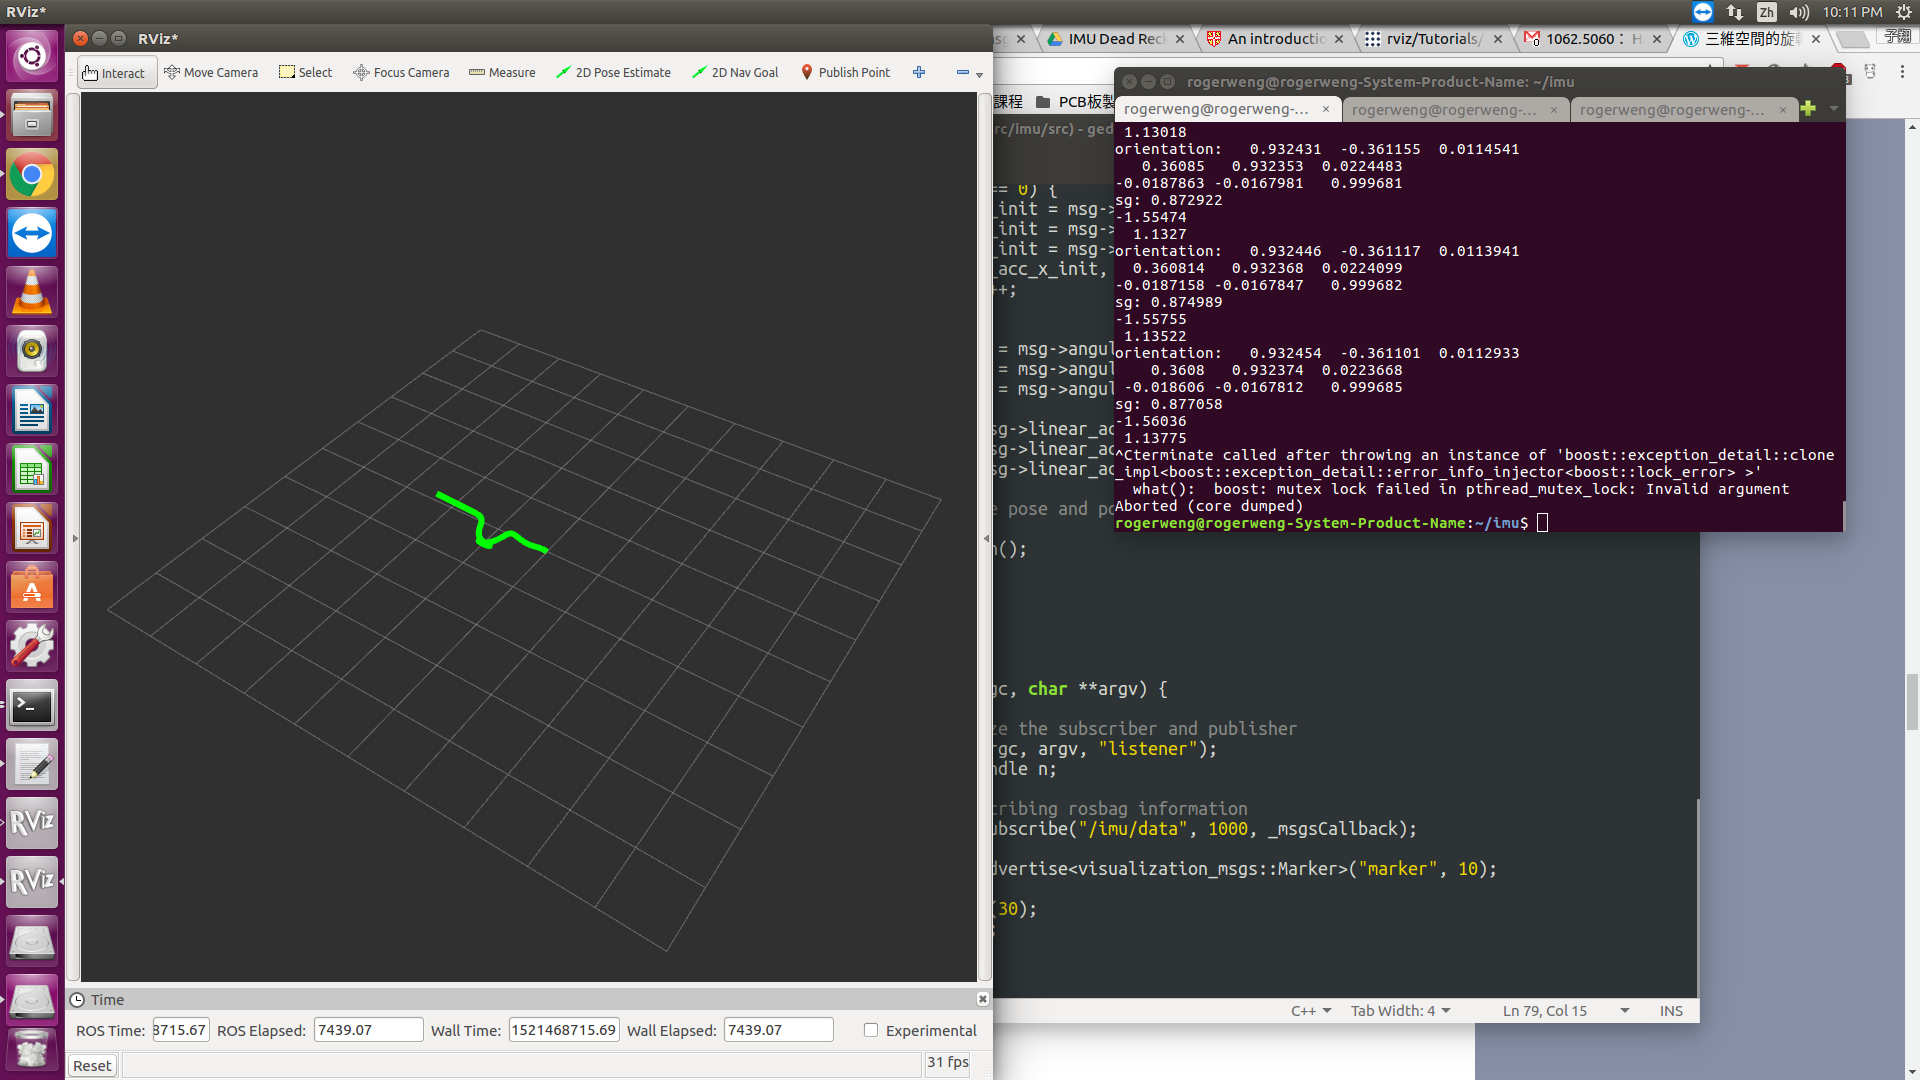 RViz*
Zh
10:11 PM
RViz*
IMU Dead Reck
An introductio
rviz/Tutorials/
1062.5060：
三維空間的旋
子翔
Interact
Move Camera
Select
Focus Camera
Measure
2D Pose Estimate
2D Nav Goal
Publish Point
課程
PCB板製
rogerweng@rogerweng-System-Product-Name: ~/imu
rogerweng@rogerweng-...
rogerweng@rogerweng-...
rogerweng@rogerweng-...
rc/imu/src) - ged
1.13018
orientation: 0.932431 -0.361155 0.0114541
0.36085 0.932353 0.0224483
-0.0187863 -0.0167981 0.999681
sg: 0.872922
-1.55474
1.1327
orientation: 0.932446 -0.361117 0.0113941
0.360814 0.932368 0.0224099
-0.0187158 -0.0167847 0.999682
sg: 0.874989
-1.55755
1.13522
orientation: 0.932454 -0.361101 0.0112933
0.3608 0.932374 0.0223668
-0.018606 -0.0167812 0.999685
sg: 0.877058
-1.56036
1.13775
^Cterminate called after throwing an instance of 'boost::exception_detail::clone
_impl<boost::exception_detail::error_info_injector<boost::lock_error> >'
what(): boost: mutex lock failed in pthread_mutex_lock: Invalid argument
Aborted (core dumped)
rogerweng@rogerweng-System-Product-Name:~/imu$
== 0) {
_init = msg->
_init = msg->
_init = msg->
_acc_x_init,
++;
= msg->angul
= msg->angul
= msg->angul
sg->linear_ac
sg->linear_ac
sg->linear_ac
e pose and po
n();
gc, char **argv) {
ze the subscriber and publisher
rgc, argv, "listener");
ndle n;
cribing rosbag information
ubscribe("/imu/data", 1000, _msgsCallback);
dvertise<visualization_msgs::Marker>("marker", 10);
(30);
;
C++
Tab Width: 4
Ln 79, Col 15
INS
RViz
RViz
Time
ROS Time: 3715.67 ROS Elapsed: 7439.07 Wall Time: 1521468715.69 Wall Elapsed: 7439.07 Experimental
Reset
31 fps